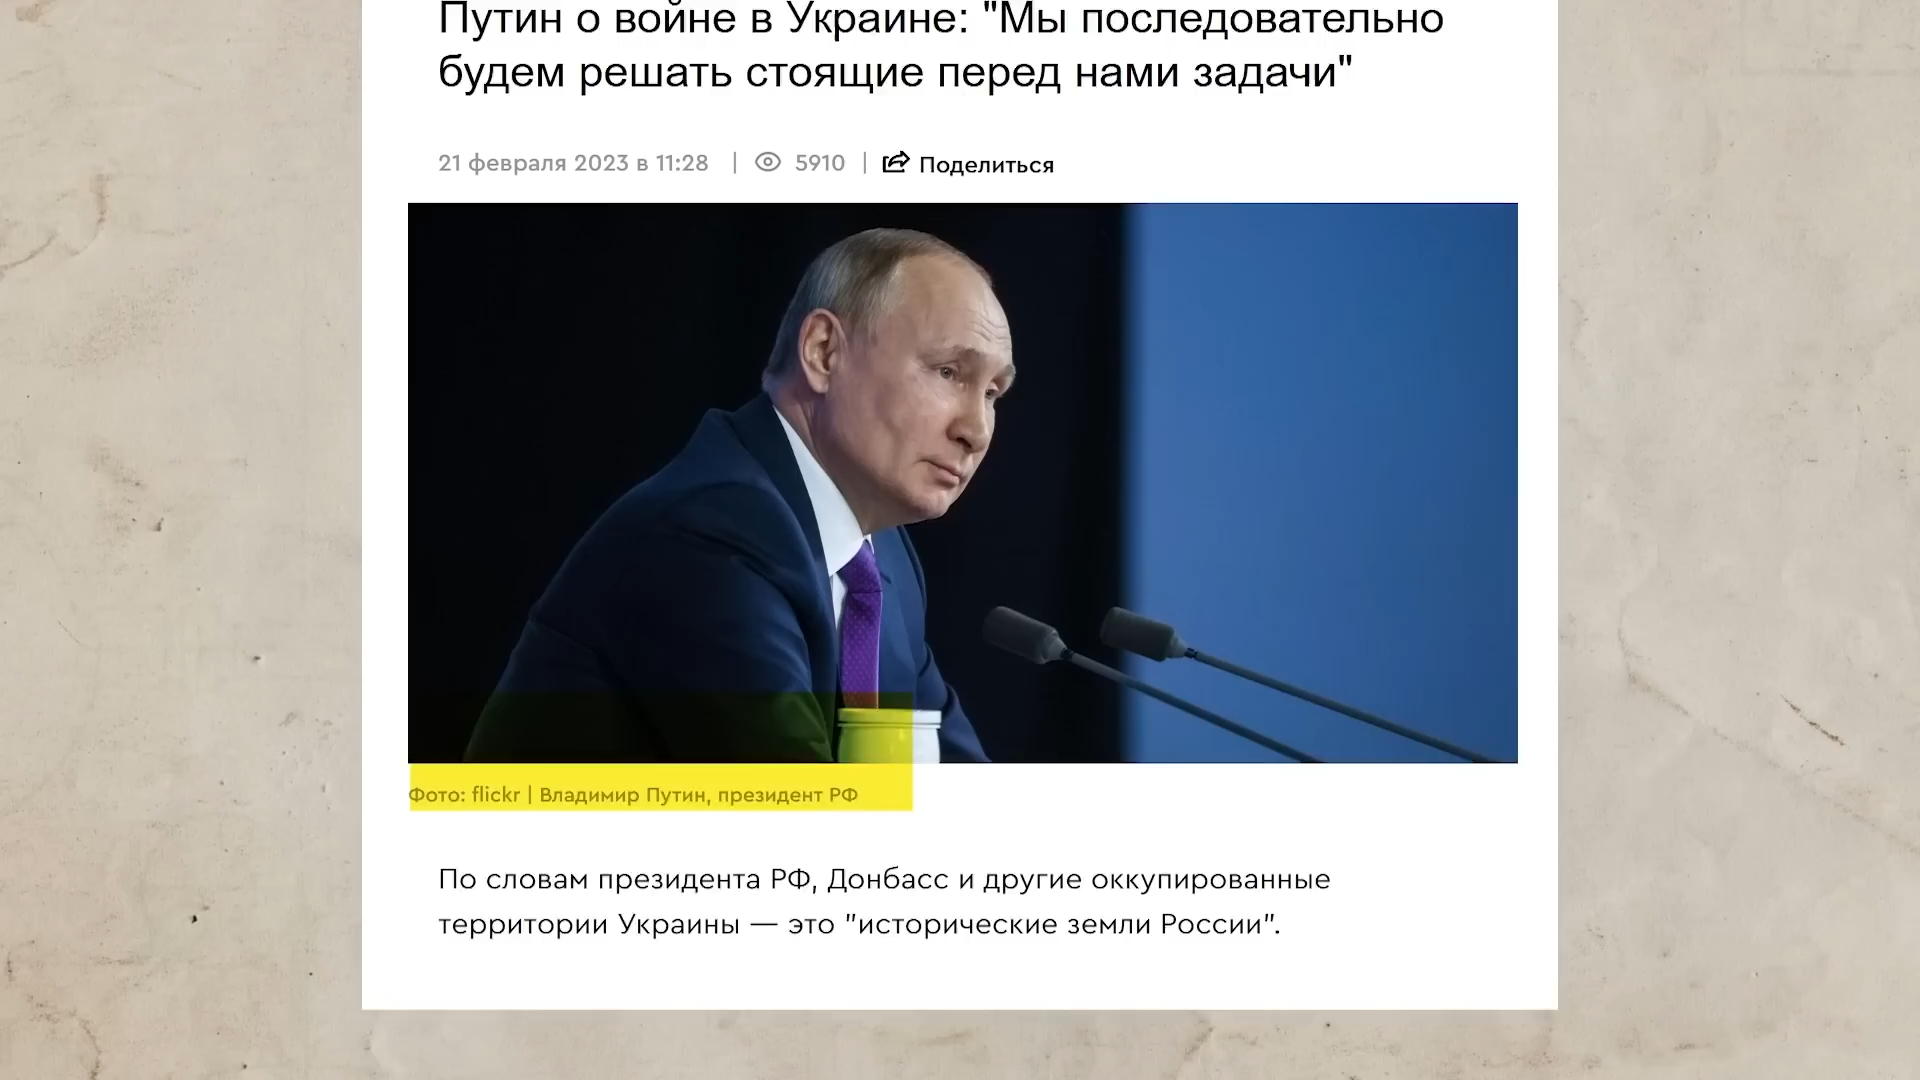 Путин о войне в Украине: "Мы последовательно
будем решать стоящие перед нами задачи"
21 февраля 2023 в 11:28 | 5910 | Поделиться
Фото: flickr | Владимир Путин, президент РФ
По словам президента РФ, Донбасс и другие оккупированные
территории Украины — это "исторические земли России".